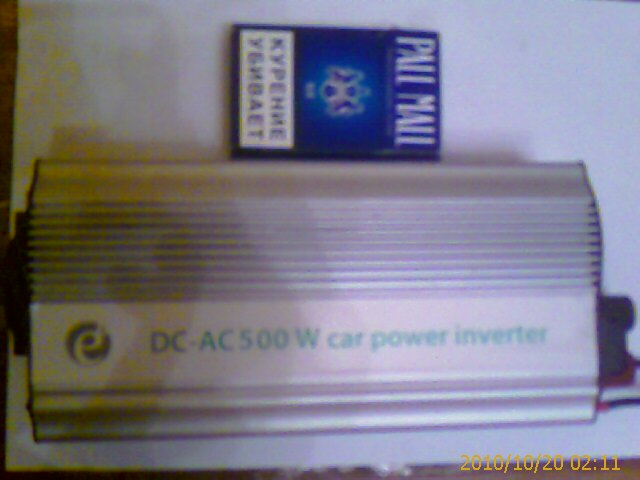 PALL MALL
КУРЕНИЕ
УБИВАЕТ
DC-AC 500 W car power inverter
2010/10/20 02:11